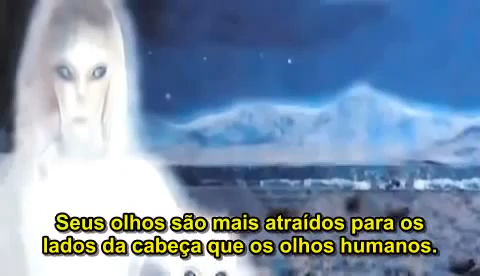 Seus olhos são mais atraídos para os
lados da cabeça que os olhos humanos.